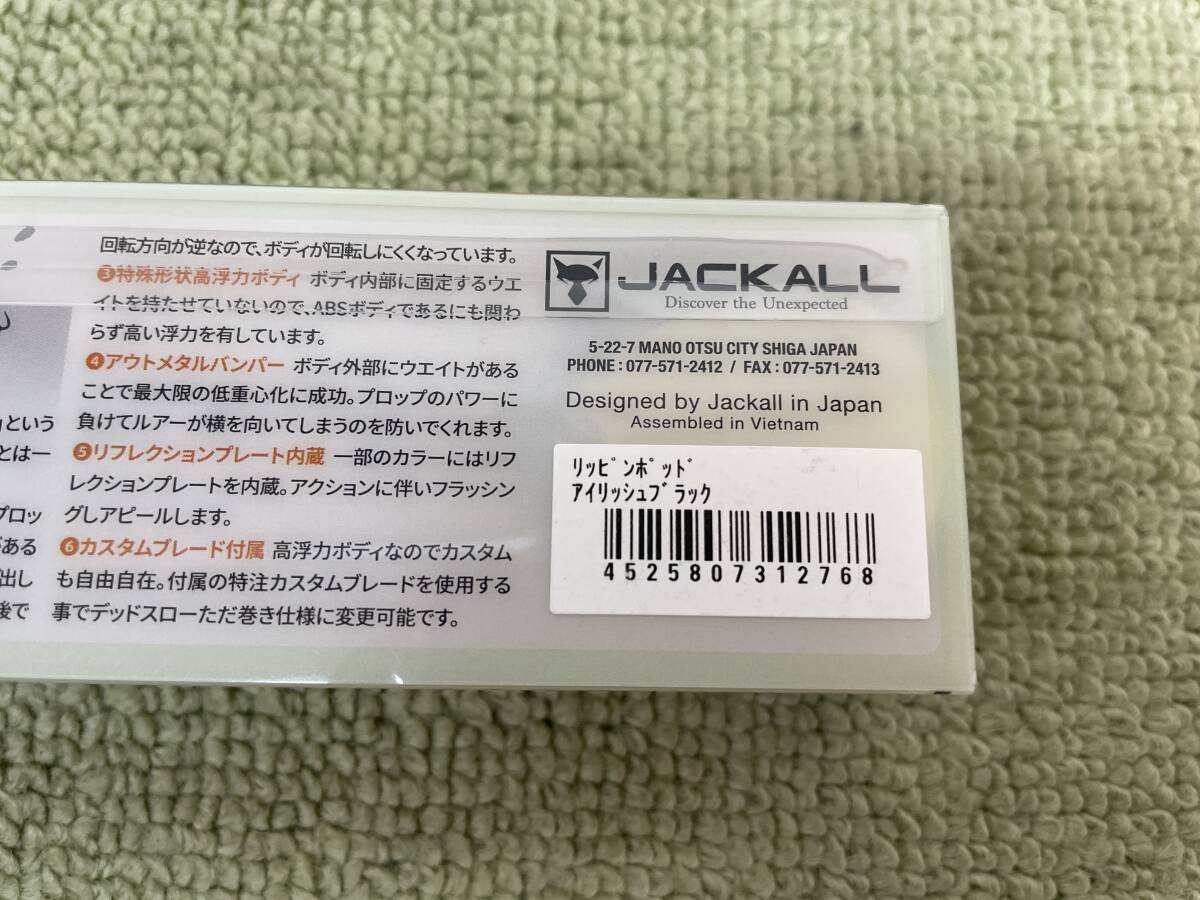 回転方向が逆なので、ボディが回転しにくくなっています。
❸特殊形状高浮力ボディ ボディ内部に固定するウエ
イトを持たせていないので、ABSボディであるにも関わ
らず高い浮力を有しています。
❹アウトメタルバンパー ボディ外部にウエイトがある
ことで最大限の低重心化に成功。プロップのパワーに
負けてルアーが横を向いてしまうのを防いでくれます。
❺リフレクションプレート内蔵 一部のカラーにはリフ
レクションプレートを内蔵。アクションに伴いフラッシン
グしアピールします。
❻カスタムブレード付属 高浮力ボディなのでカスタム
も自由自在。付属の特注カスタムブレードを使用する
事でデッドスローただ巻き仕様に変更可能です。
という
とは一
プロッ
がある
出し
後で
JACKALL
Discover the Unexpected
5-22-7 MANO OTSU CITY SHIGA JAPAN
PHONE : 077-571-2412 / FAX : 077-571-2413
Designed by Jackall in Japan
Assembled in Vietnam
ﾘｯﾋﾟﾝﾎﾟｯﾄﾞ
ｱｲﾘｯｼｭﾌﾞﾗｯｸ
4525807312768